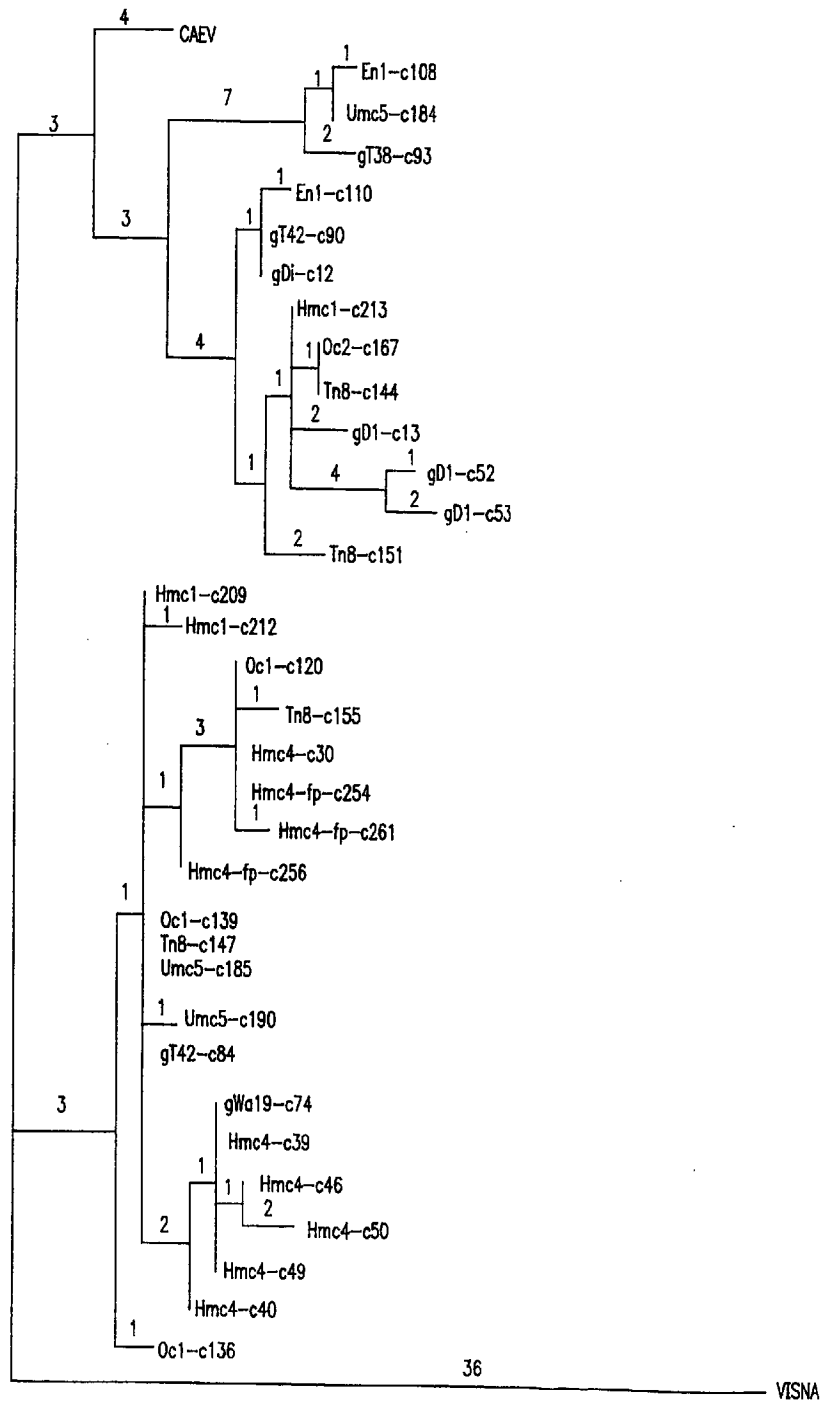 4
CAEV
1
En1-c108
1
7
Umc5-c184
3
2
gT38-c93
1
En1-c110
3
1
gT42-c90
gDi-c12
Hmc1-c213
4
1
Oc2-c167
1
Tn8-c144
2
gD1-c13
1
4
1
gD1-c52
2
gD1-c53
2
Tn8-c151
Hmc1-c209
1
Hmc1-c212
Oc1-c120
1
Tn8-c155
3
Hmc4-c30
1
Hmc4-fp-c254
1
Hmc4-fp-c261
Hmc4-fp-c256
1
Oc1-c139
Tn8-c147
Umc5-c185
1
Umc5-c190
gT42-c84
3
gWa19-c74
Hmc4-c39
1
1
Hmc4-c46
2
2
Hmc4-c50
Hmc4-c49
Hmc4-c40
1
Oc1-c136
36
VISNA